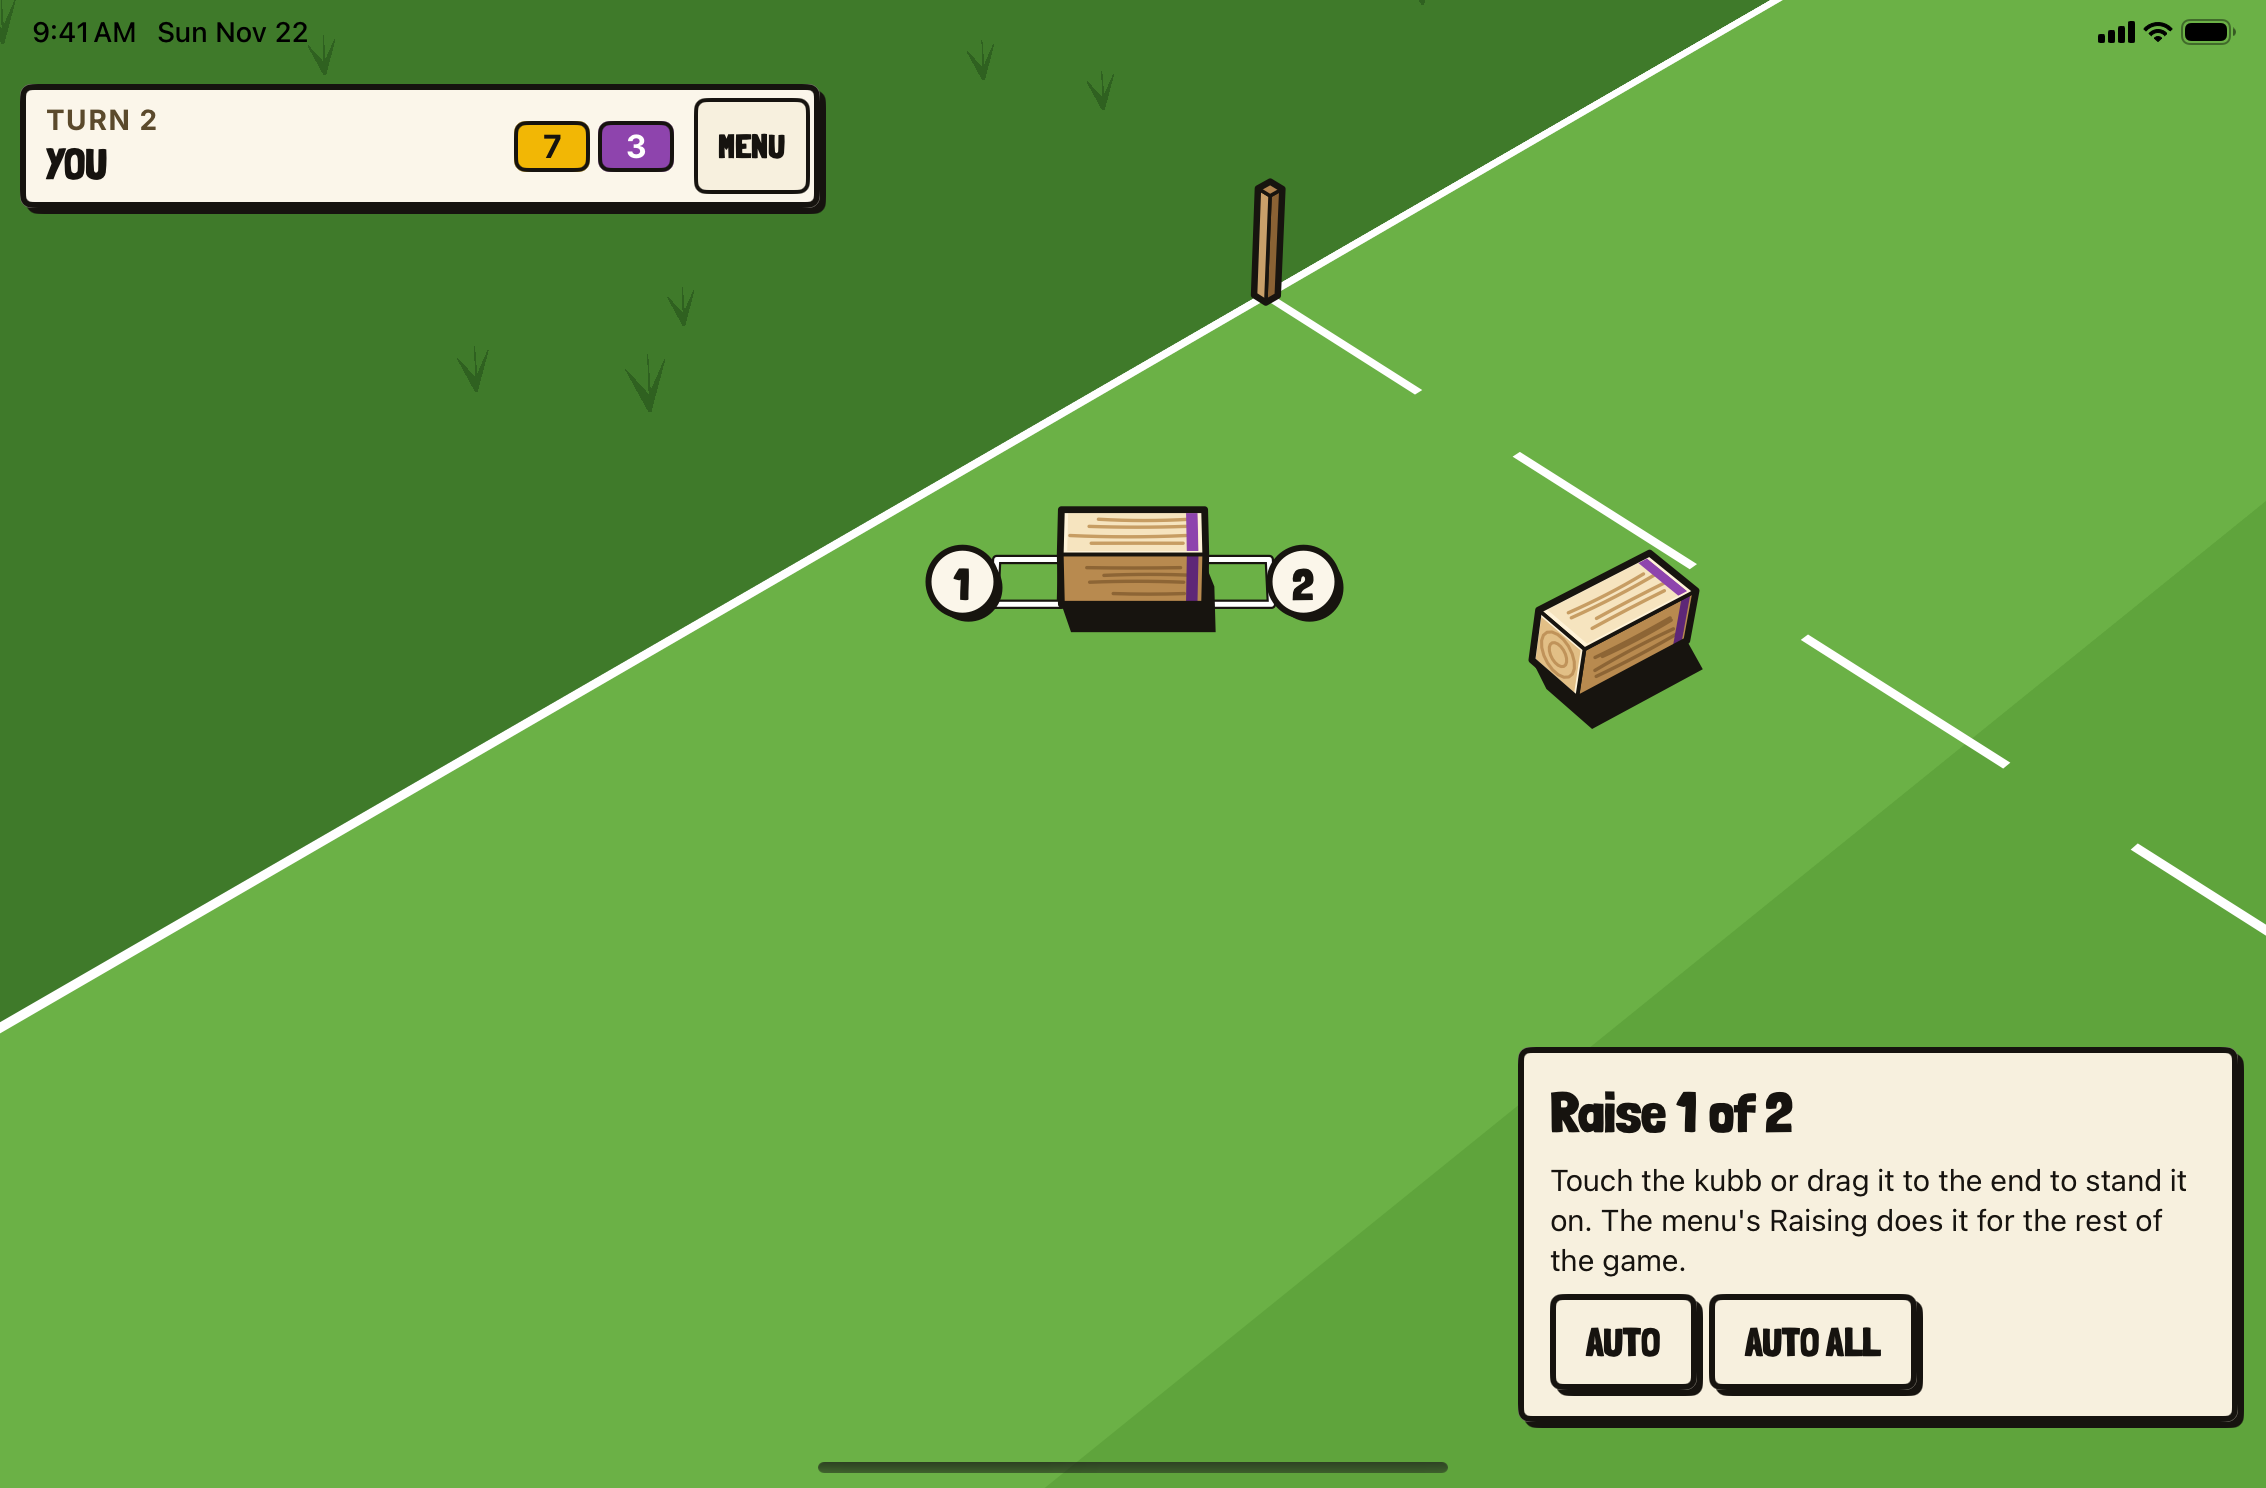 9:41 AM Sun Nov 22
TURN 2
YOU
7
3
MENU
1
2
Raise 1 of 2
Touch the kubb or drag it to the end to stand it
on. The menu's Raising does it for the rest of
the game.
AUTO
AUTO ALL